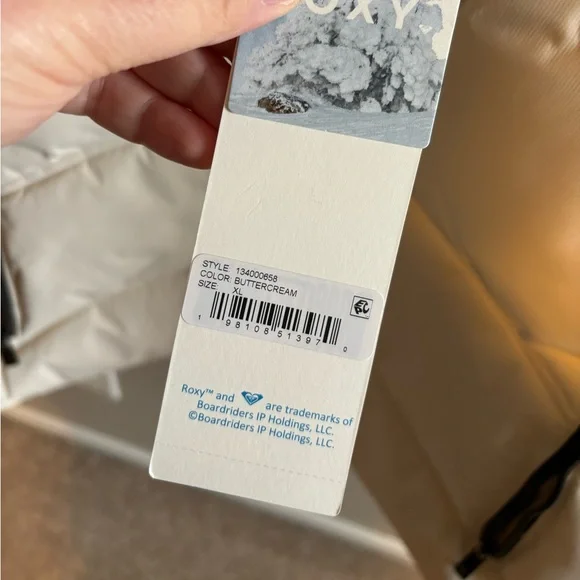 ROXY
STYLE: 134000658
COLOR: BUTTERCREAM
SIZE: XL
1 98108 51397 0
Roxy™ and are trademarks of
Boardriders IP Holdings, LLC.
©Boardriders IP Holdings, LLC.